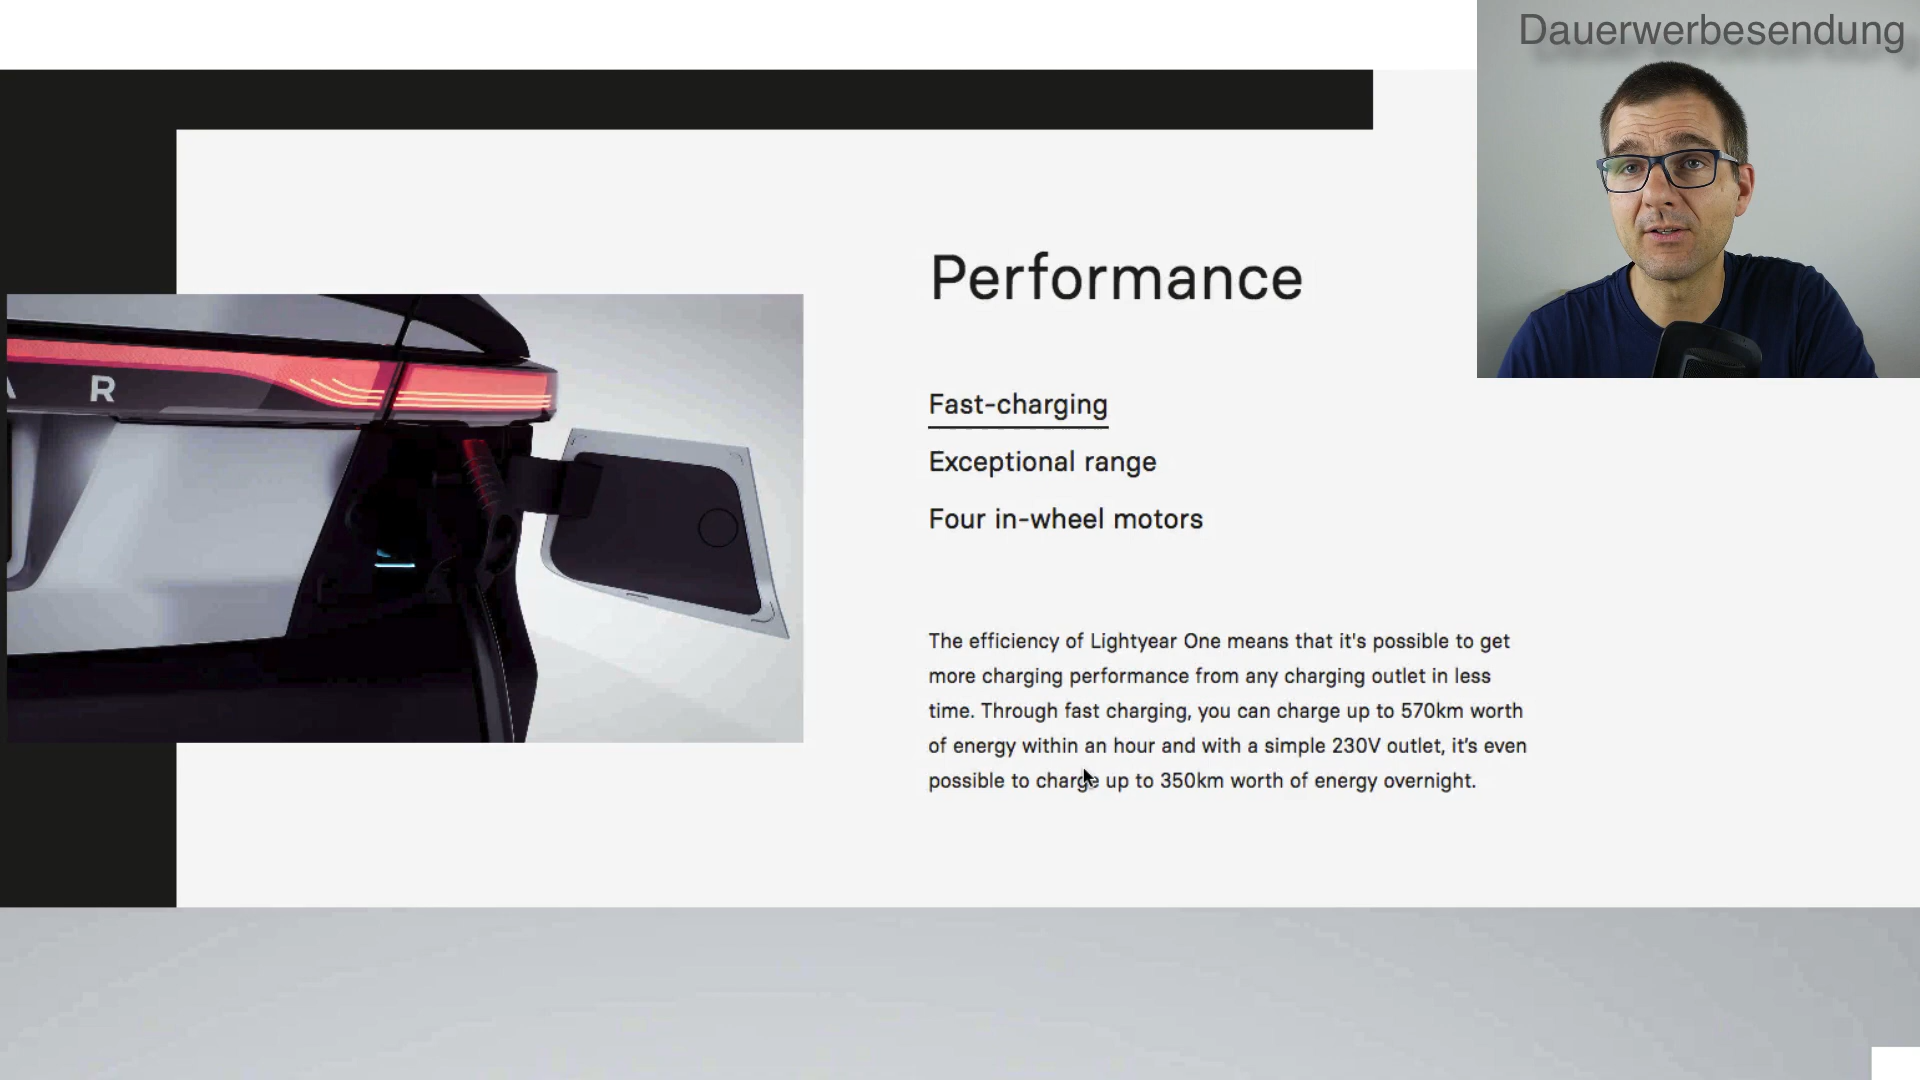 Dauerwerbesendung
Performance
R
Fast-charging
Exceptional range
Four in-wheel motors
The efficiency of Lightyear One means that it's possible to get
more charging performance from any charging outlet in less
time. Through fast charging, you can charge up to 570km worth
of energy within an hour and with a simple 230V outlet, it's even
possible to charge up to 350km worth of energy overnight.